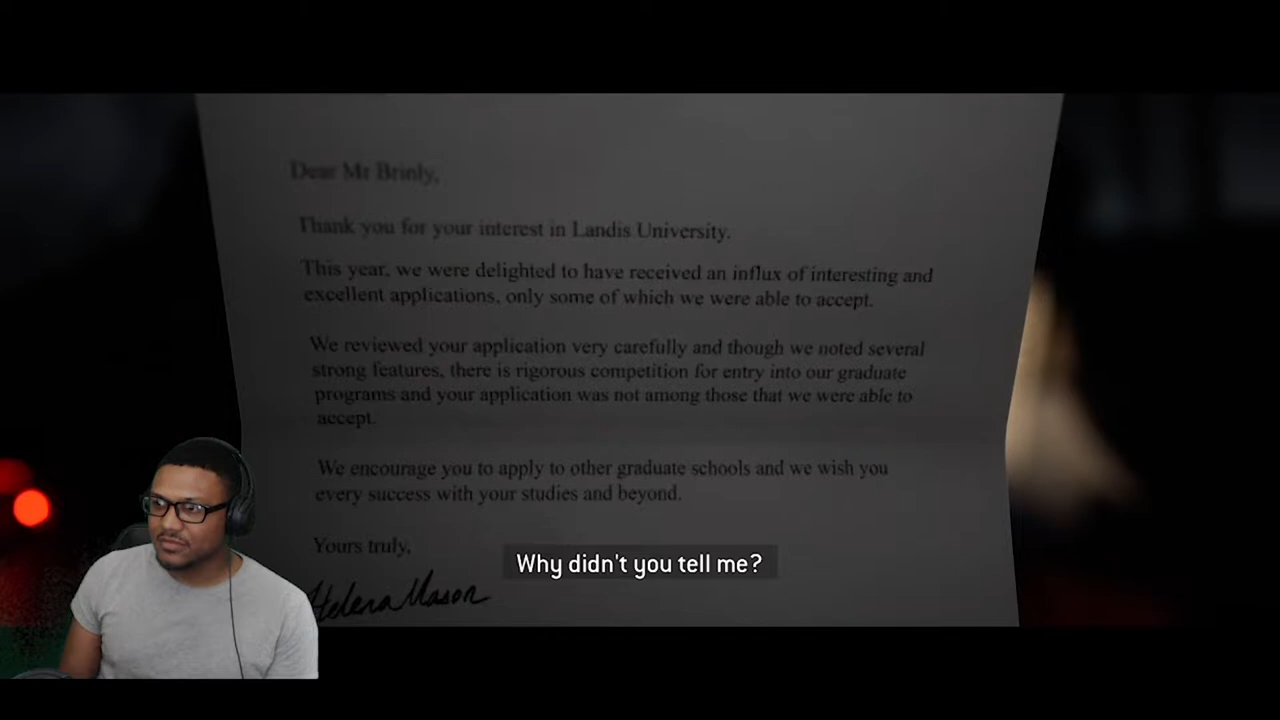 Dear Mr Brinly,
Thank you for your interest in Landis University.
This year, we were delighted to have received an influx of interesting and
excellent applications, only some of which we were able to accept.
We reviewed your application very carefully and though we noted several
strong features, there is rigorous competition for entry into our graduate
programs and your application was not among those that we were able to
accept.
We encourage you to apply to other graduate schools and we wish you
every success with your studies and beyond.
Yours truly,
Helena Mason
Why didn't you tell me?